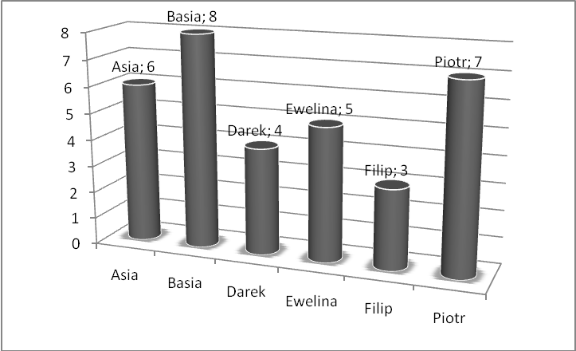 Basia; 8
Asia; 6
Piotr; 7
Ewelina; 5
Darek; 4
Filip; 3
8
7
6
5
4
3
2
1
0
Asia
Basia
Darek
Ewelina
Filip
Piotr